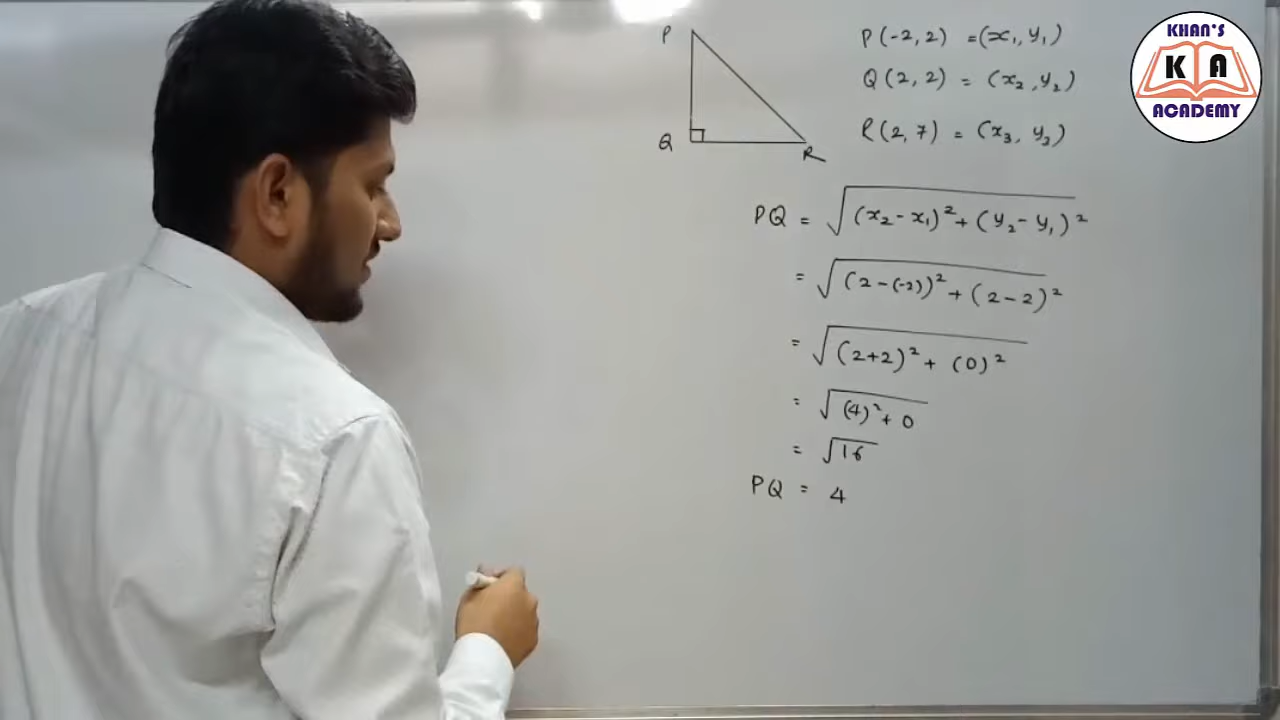 P
Q
R
P(-2, 2) = (x₁, y₁)
Q(2, 2) = (x₂, y₂)
R(2, 7) = (x₃, y₃)
KHAN'S
K A
ACADEMY
PQ = √((x₂ - x₁)² + (y₂ - y₁)²)
= √((2 - (-2))² + (2 - 2)²)
= √((2+2)² + (0)²)
= √((4)² + 0)
= √16
PQ = 4